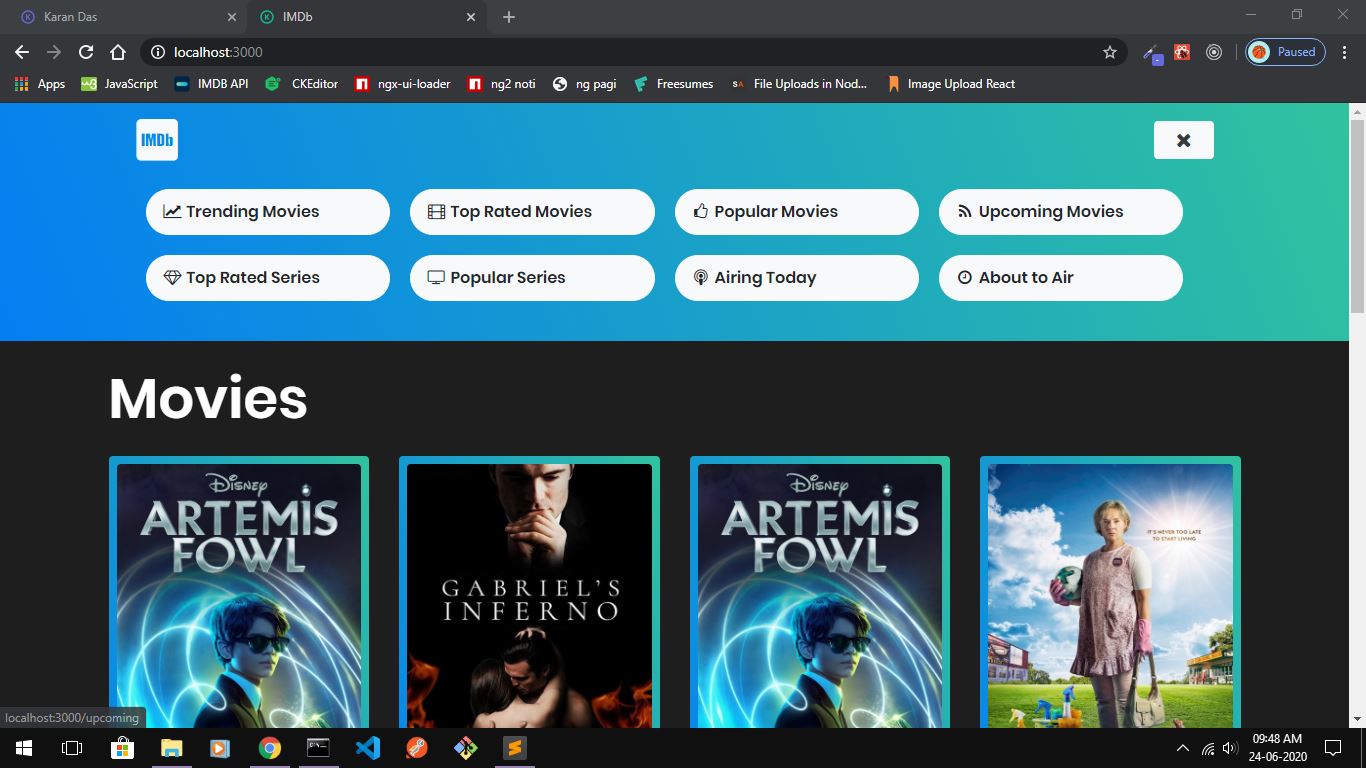 Karan Das
IMDb
localhost:3000
Paused
Apps
JavaScript
IMDB API
CKEditor
ngx-ui-loader
ng2 noti
ng pagi
Freesumes
File Uploads in Nod...
Image Upload React
IMDb
Trending Movies
Top Rated Movies
Popular Movies
Upcoming Movies
Top Rated Series
Popular Series
Airing Today
About to Air
Movies
Disney
ARTEMIS
FOWL
GABRIEL'S
INFERNO
Disney
ARTEMIS
FOWL
IT'S NEVER TOO LATE
TO START LIVING
localhost:3000/upcoming
09:48 AM
24-06-2020